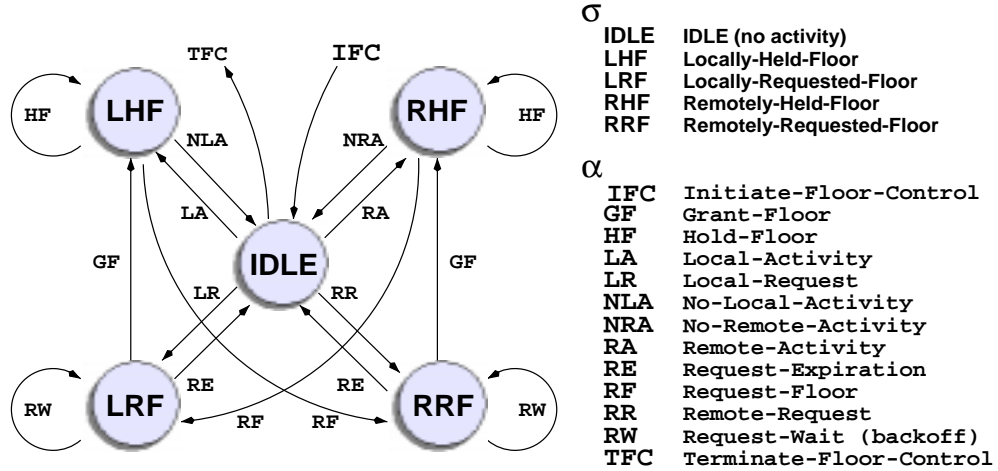 TFC IFC
LHF RHF
HF NLA NRA HF
LA RA
GF IDLE GF
LR RR
LRF RE RE RRF
RW RF RF RW
σ
IDLE IDLE (no activity)
LHF Locally-Held-Floor
LRF Locally-Requested-Floor
RHF Remotely-Held-Floor
RRF Remotely-Requested-Floor
α
IFC Initiate-Floor-Control
GF Grant-Floor
HF Hold-Floor
LA Local-Activity
LR Local-Request
NLA No-Local-Activity
NRA No-Remote-Activity
RA Remote-Activity
RE Request-Expiration
RF Request-Floor
RR Remote-Request
RW Request-Wait (backoff)
TFC Terminate-Floor-Control